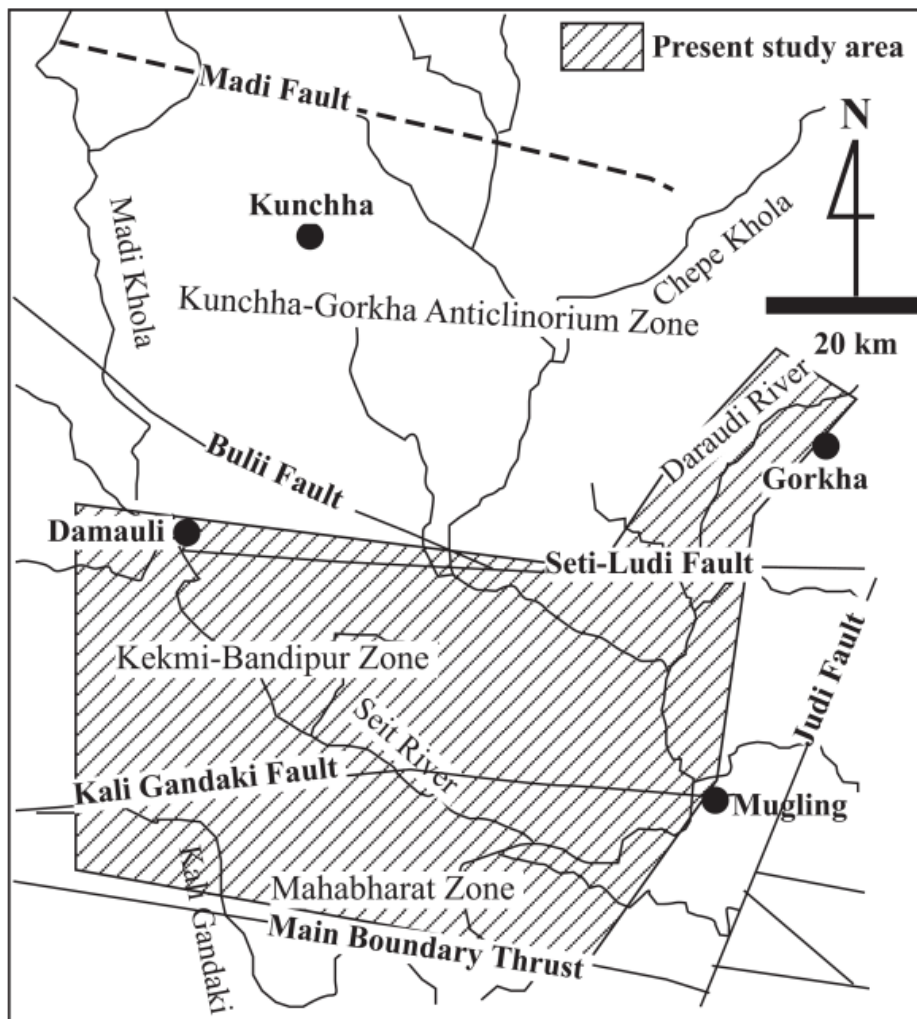 Present study area
Madi Fault
N
Kunchha
Madi Khola
Chepe Khola
Kunchha-Gorkha Anticlinorium Zone
20 km
Daraudi River
Bulii Fault
Gorkha
Damauli
Seti-Ludi Fault
Kekmi-Bandipur Zone
Judi Fault
Seit River
Kali Gandaki Fault
Mugling
Kali Gandaki
Mahabharat Zone
Main Boundary Thrust